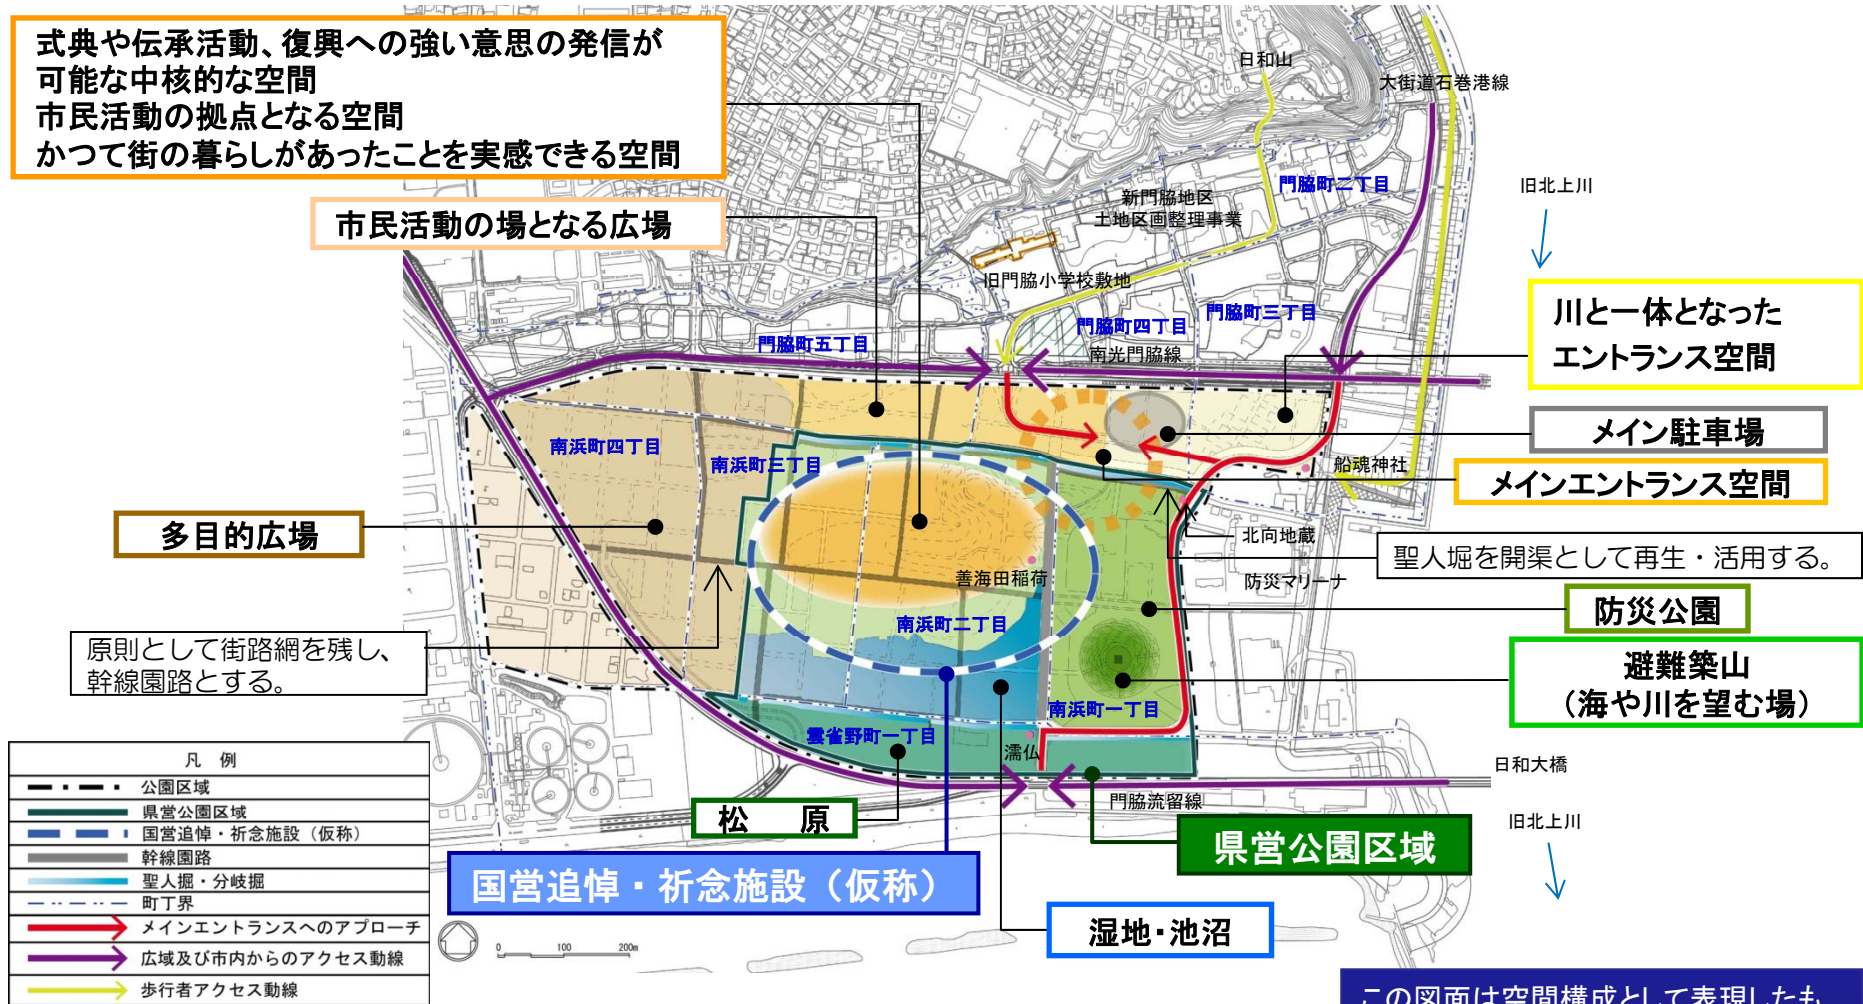 式典や伝承活動、復興への強い意思の発信が
可能な中核的な空間
市民活動の拠点となる空間
かつて街の暮らしがあったことを実感できる空間
市民活動の場となる広場
日和山
大街道石巻港線
旧北上川
門脇町二丁目
新門脇地区
土地区画整理事業
旧門脇小学校敷地
門脇町三丁目
門脇町四丁目
門脇町五丁目
南光門脇線
川と一体となった
エントランス空間
メイン駐車場
メインエントランス空間
船魂神社
南浜町四丁目
南浜町三丁目
多目的広場
北向地蔵
聖人堀を開渠として再生・活用する。
善海田稲荷
防災マリーナ
防災公園
南浜町二丁目
原則として街路網を残し、
幹線園路とする。
避難築山
（海や川を望む場）
南浜町一丁目
雲雀野町一丁目
濡仏
日和大橋
門脇流留線
松　原
県営公園区域
旧北上川
国営追悼・祈念施設（仮称）
湿地・池沼
凡　例
公園区域
県営公園区域
国営追悼・祈念施設（仮称）
幹線園路
聖人掘・分岐掘
町丁界
メインエントランスへのアプローチ
広域及び市内からのアクセス動線
歩行者アクセス動線
0　100　200m
この図面は空間構成として表現したも